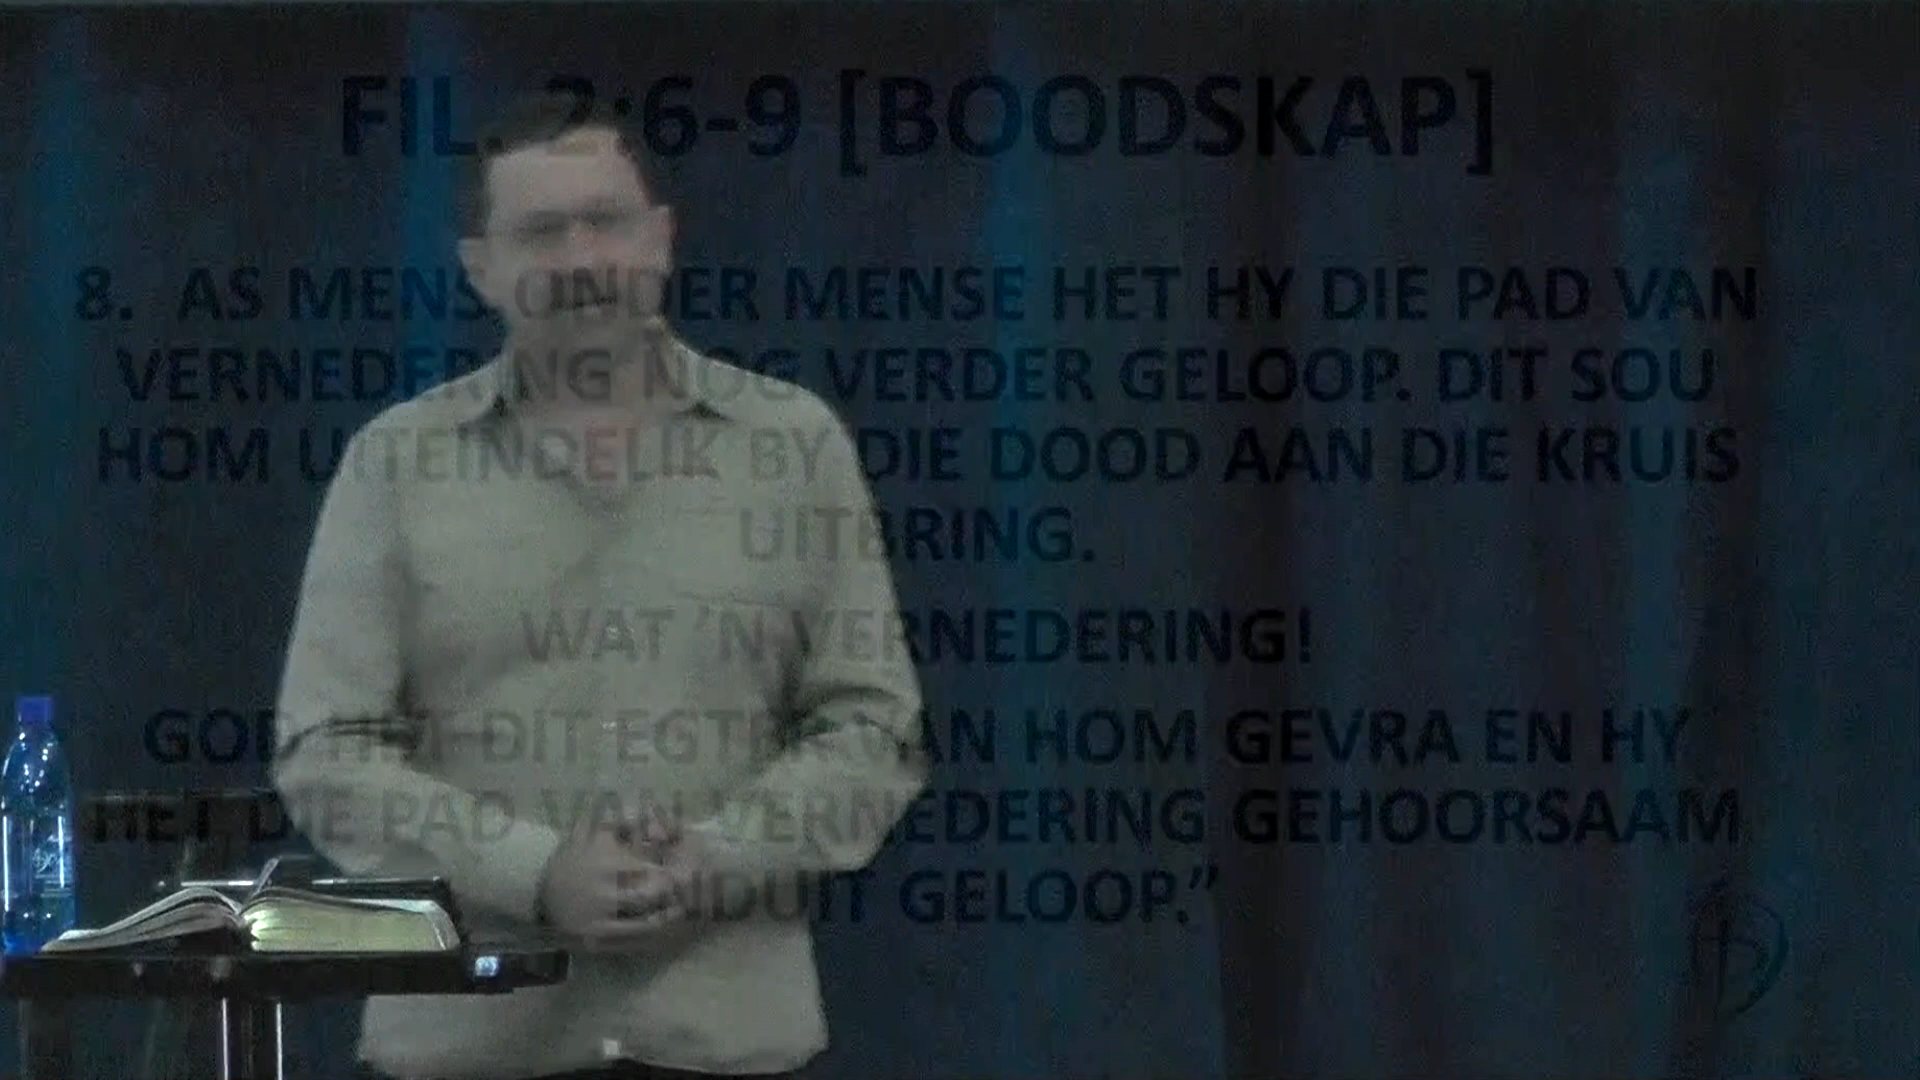 FIL. 2:6-9 [BOODSKAP]
8. AS MENS ONDER MENSE HET HY DIE PAD VAN
VERNEDERING NOG VERDER GELOOP. DIT SOU
HOM UITEINDELIK BY DIE DOOD AAN DIE KRUIS
UITBRING.
WAT 'N VERNEDERING!
GOD HET DIT EGTER VAN HOM GEVRA EN HY
HET DIE PAD VAN VERNEDERING GEHOORSAAM
ENDUIT GELOOP.”